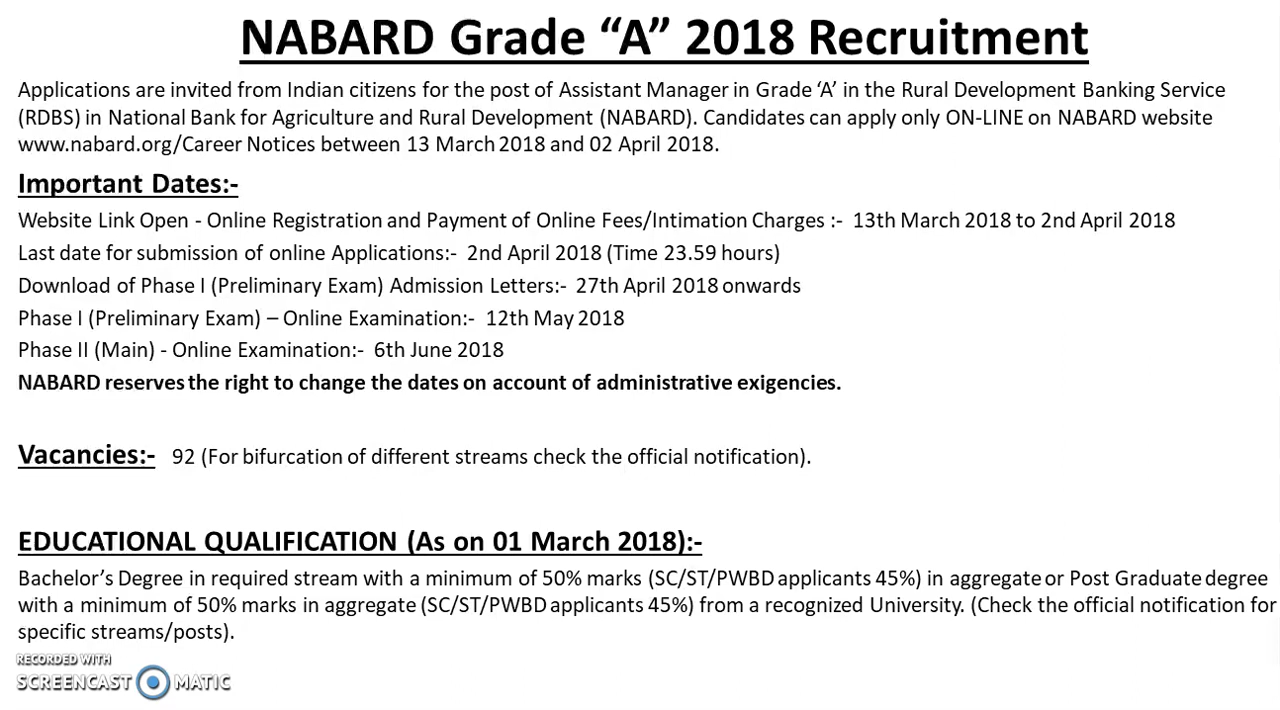 NABARD Grade “A” 2018 Recruitment
Applications are invited from Indian citizens for the post of Assistant Manager in Grade ‘A’ in the Rural Development Banking Service
(RDBS) in National Bank for Agriculture and Rural Development (NABARD). Candidates can apply only ON-LINE on NABARD website
www.nabard.org/Career Notices between 13 March 2018 and 02 April 2018.
Important Dates:-
Website Link Open - Online Registration and Payment of Online Fees/Intimation Charges :- 13th March 2018 to 2nd April 2018
Last date for submission of online Applications:- 2nd April 2018 (Time 23.59 hours)
Download of Phase I (Preliminary Exam) Admission Letters:- 27th April 2018 onwards
Phase I (Preliminary Exam) – Online Examination:- 12th May 2018
Phase II (Main) - Online Examination:- 6th June 2018
NABARD reserves the right to change the dates on account of administrative exigencies.
Vacancies:- 92 (For bifurcation of different streams check the official notification).
EDUCATIONAL QUALIFICATION (As on 01 March 2018):-
Bachelor’s Degree in required stream with a minimum of 50% marks (SC/ST/PWBD applicants 45%) in aggregate or Post Graduate degree
with a minimum of 50% marks in aggregate (SC/ST/PWBD applicants 45%) from a recognized University. (Check the official notification for
specific streams/posts).
RECORDED WITH
SCREENCAST MATIC